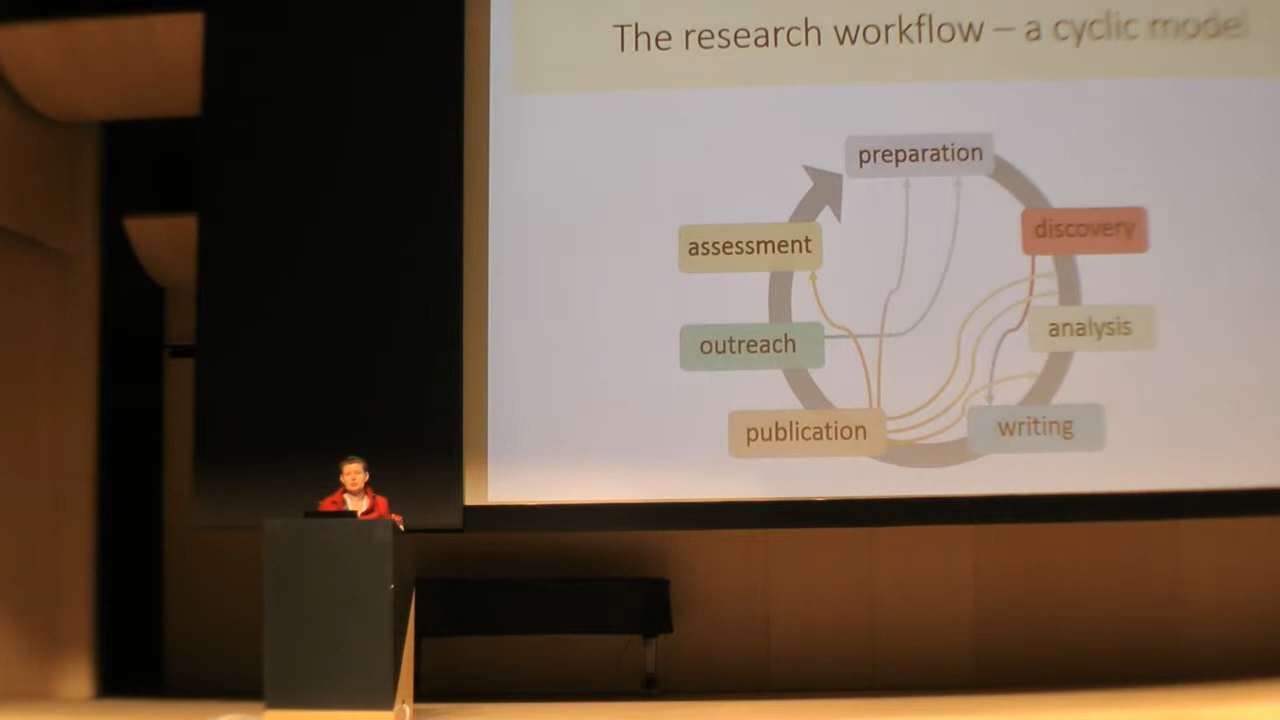 The research workflow – a cyclic model
preparation
discovery
assessment
analysis
outreach
writing
publication